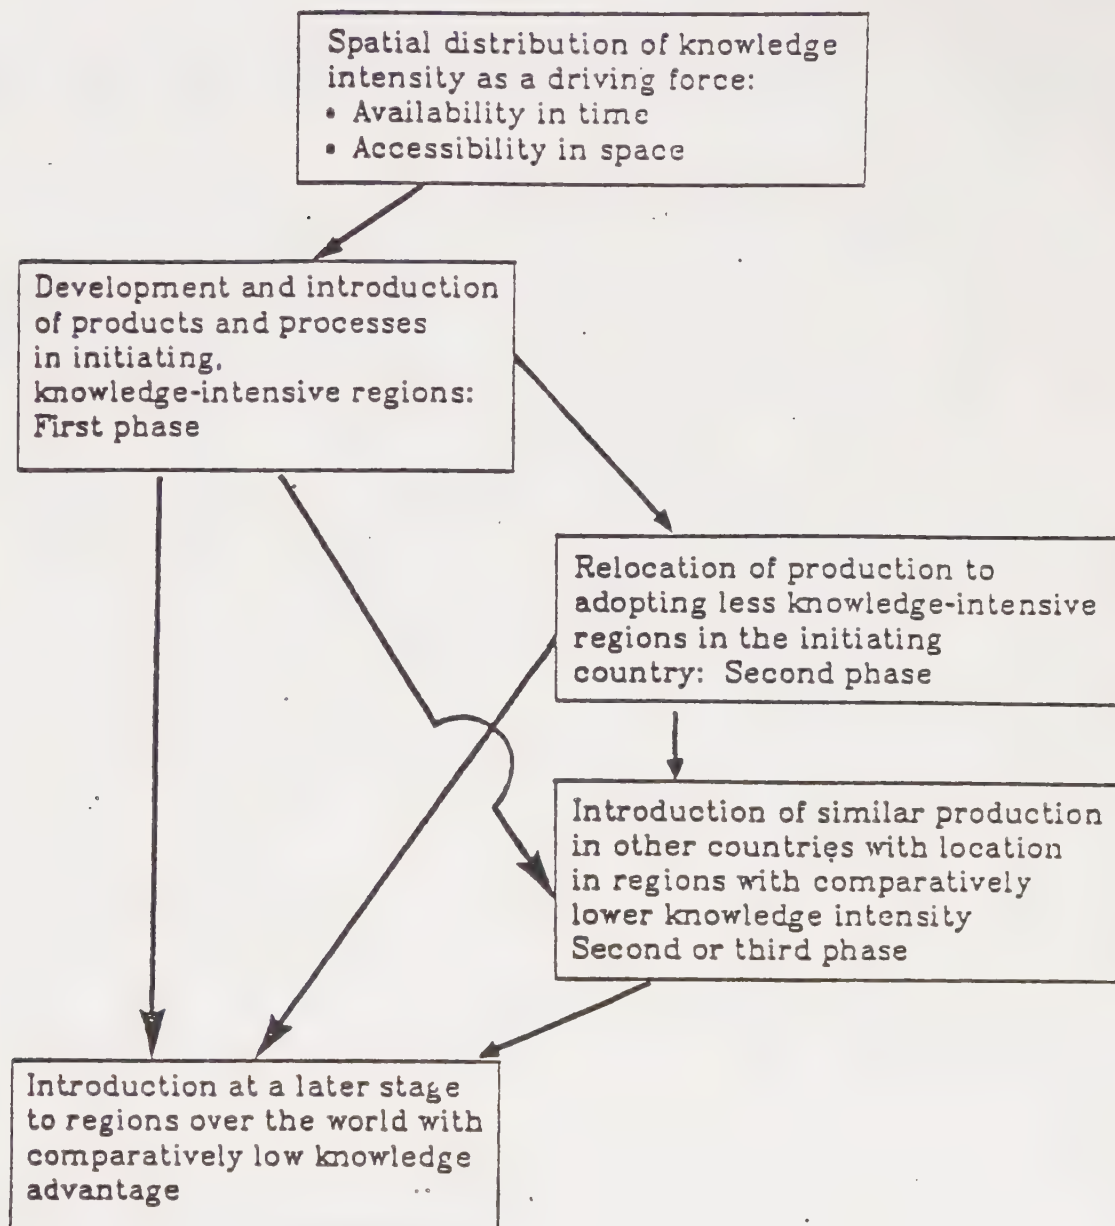 Spatial distribution of knowledge
intensity as a driving force:
• Availability in time
• Accessibility in space
Development and introduction
of products and processes
in initiating,
knowledge-intensive regions:
First phase
Relocation of production to
adopting less knowledge-intensive
regions in the initiating
country: Second phase
Introduction of similar production
in other countries with location
in regions with comparatively
lower knowledge intensity
Second or third phase
Introduction at a later stage
to regions over the world with
comparatively low knowledge
advantage